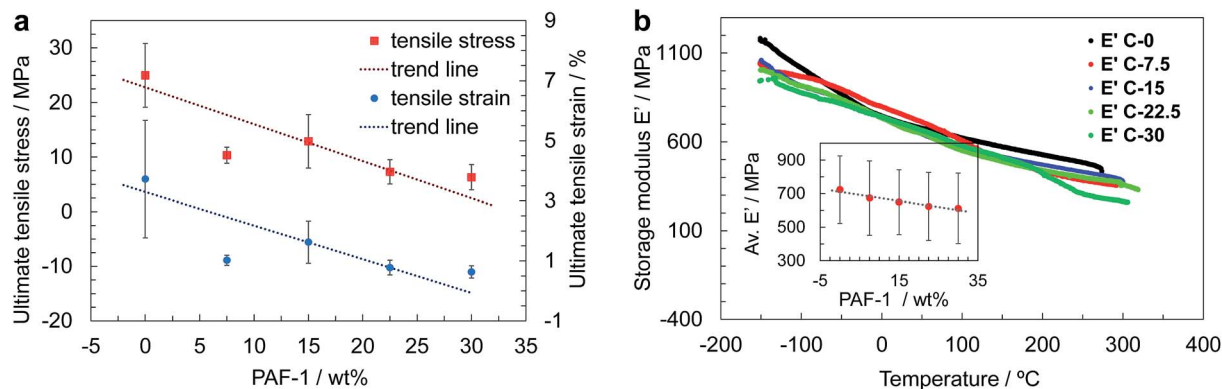 a
Ultimate tensile stress / MPa
30
20
10
0
-10
-20
-5
0
5
10
15
20
25
30
35
PAF-1 / wt%
9
7
5
3
1
-1
Ultimate tensile strain / %
tensile stress
trend line
tensile strain
trend line
b
Storage modulus E' / MPa
1100
600
100
-400
-200
-100
0
100
200
300
400
Temperature / ºC
E' C-0
E' C-7.5
E' C-15
E' C-22.5
E' C-30
Av. E' / MPa
900
700
500
300
-5
15
35
PAF-1 / wt%